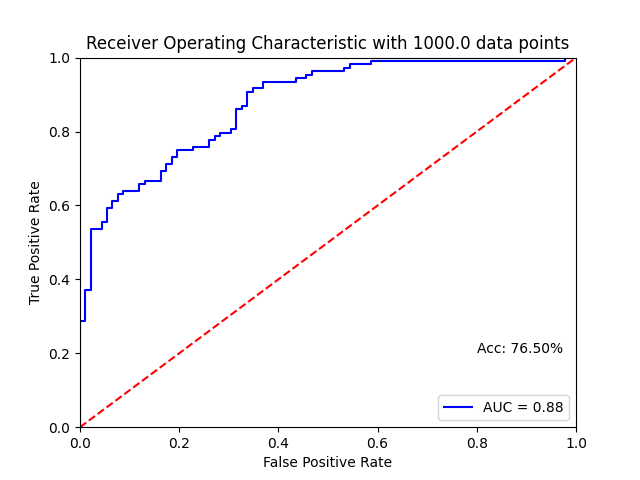 Receiver Operating Characteristic with 1000.0 data points
1.0
0.8
0.6
0.4
0.2
0.0
True Positive Rate
Acc: 76.50%
AUC = 0.88
0.0 0.2 0.4 0.6 0.8 1.0
False Positive Rate